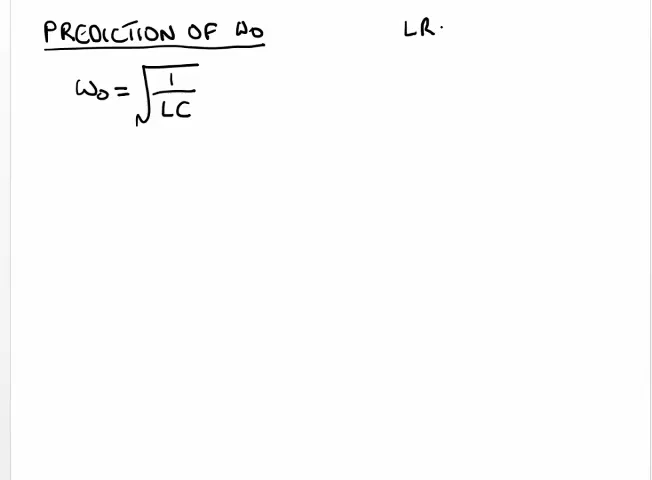 PREDICTION OF ω₀
LR.
ω₀ = √(1/LC)